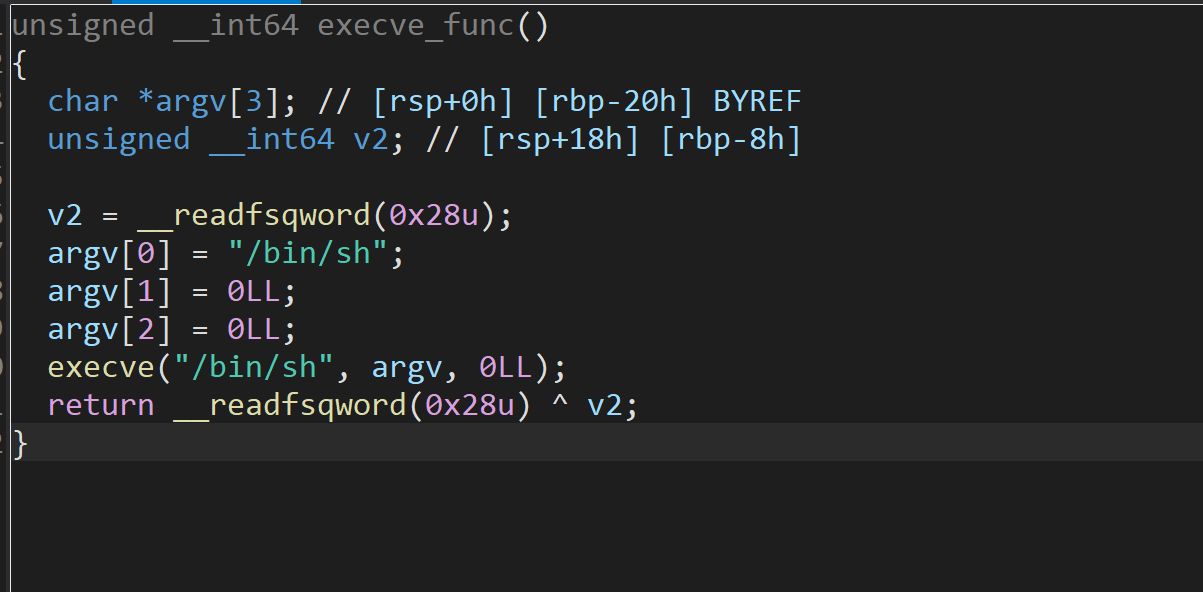 unsigned __int64 execve_func()
{
  char *argv[3]; // [rsp+0h] [rbp-20h] BYREF
  unsigned __int64 v2; // [rsp+18h] [rbp-8h]

  v2 = __readfsqword(0x28u);
  argv[0] = "/bin/sh";
  argv[1] = 0LL;
  argv[2] = 0LL;
  execve("/bin/sh", argv, 0LL);
  return __readfsqword(0x28u) ^ v2;
}